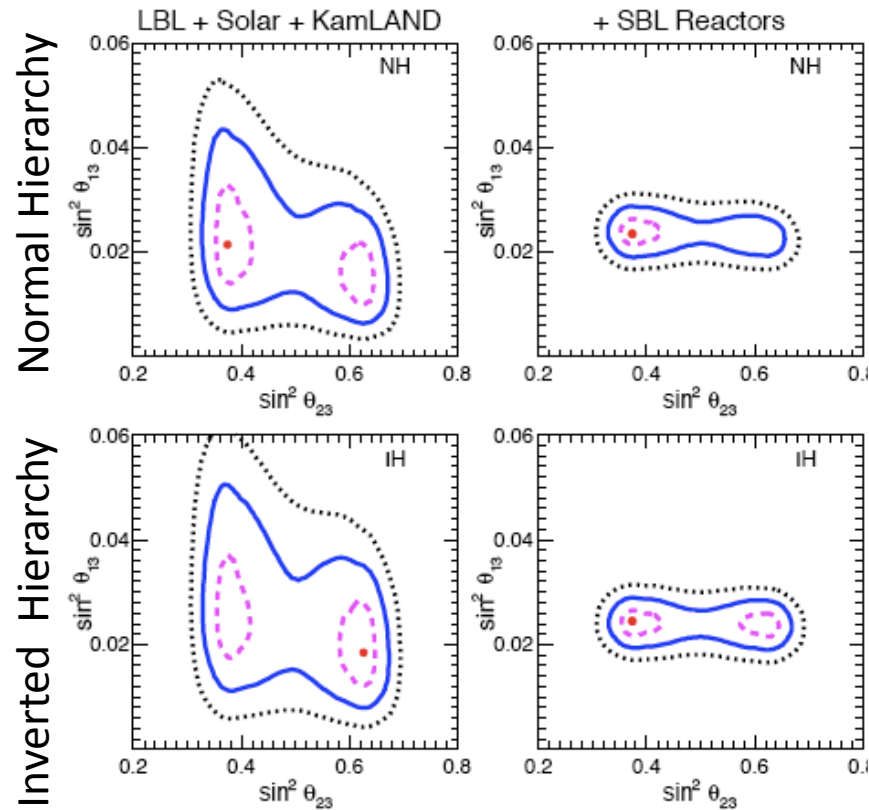 LBL + Solar + KamLAND
+ SBL Reactors
Normal Hierarchy
0.06
0.04
0.02
sin² θ₁₃
NH
0.2
0.4
0.6
0.8
sin² θ₂₃
0.06
0.04
0.02
sin² θ₁₃
NH
0.2
0.4
0.6
0.8
sin² θ₂₃
Inverted Hierarchy
0.06
0.04
0.02
sin² θ₁₃
IH
0.2
0.4
0.6
0.8
sin² θ₂₃
0.06
0.04
0.02
sin² θ₁₃
IH
0.2
0.4
0.6
sin² θ₂₃